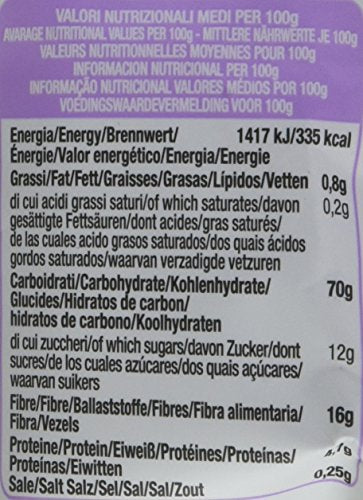 VALORI NUTRIZIONALI MEDI PER 100g
AVARAGE NUTRITIONAL VALUES PER 100g - MITTLERE NÄHRWERTE JE 100g
VALEURS NUTRITIONNELLES MOYENNES POUR 100g
INFORMACION NUTRICIONAL PER 100g
INFORMAÇÃO NUTRICIONAL VALORES MÉDIOS POR 100g
VOEDINGSWAARDEVERMELDING VOOR 100g
Energia/Energy/Brennwert/ 1417 kJ/335 kcal
Énergie/Valor energético/Energia/Energie
Grassi/Fat/Fett/Graisses/Grasas/Lípidos/Vetten 0,8g
di cui acidi grassi saturi/of which saturates/davon 0,2g
gesättigte Fettsäuren/dont acides/gras saturés/
de las cuales acido grasos saturados/dos quais ácidos
gordos saturados/waarvan verzadigde vetzuren
Carboidrati/Carbohydrate/Kohlenhydrate/ 70g
Glucides/Hidratos de carbon/
hidratos de carbono/Koolhydraten
di cui zuccheri/of which sugars/davon Zucker/dont 12g
sucres/de los cuales azúcares/dos quais açúcares/
waarvan suikers
Fibre/Fibre/Ballaststoffe/Fibres/Fibra alimentaria/ 16g
Fibra/Vezels
Proteine/Protein/Eiweiß/Protéines/Proteínas/
Proteínas/Eiwitten
Sale/Salt Salz/Sel/Sal/Sal/Zout 0,25g